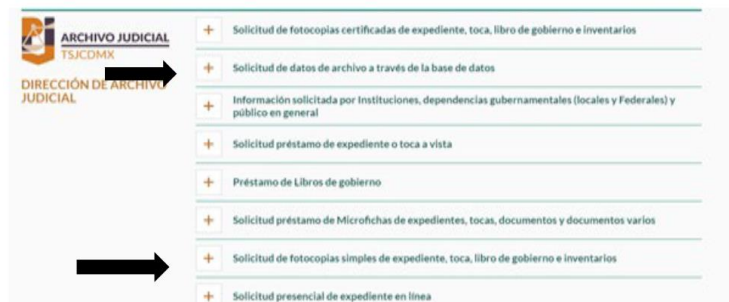 ARCHIVO JUDICIAL
TSJCDMX
DIRECCIÓN DE ARCHIVO
JUDICIAL
Solicitud de fotocopias certificadas de expediente, toca, libro de gobierno e inventarios
Solicitud de datos de archivo a través de la base de datos
Información solicitada por Instituciones, dependencias gubernamentales (locales y Federales) y
público en general
Solicitud préstamo de expediente o toca a vista
Préstamo de Libros de gobierno
Solicitud préstamo de Microfichas de expedientes, tocas, documentos y documentos varios
Solicitud de fotocopias simples de expediente, toca, libro de gobierno e inventarios
Solicitud presencial de expediente en línea